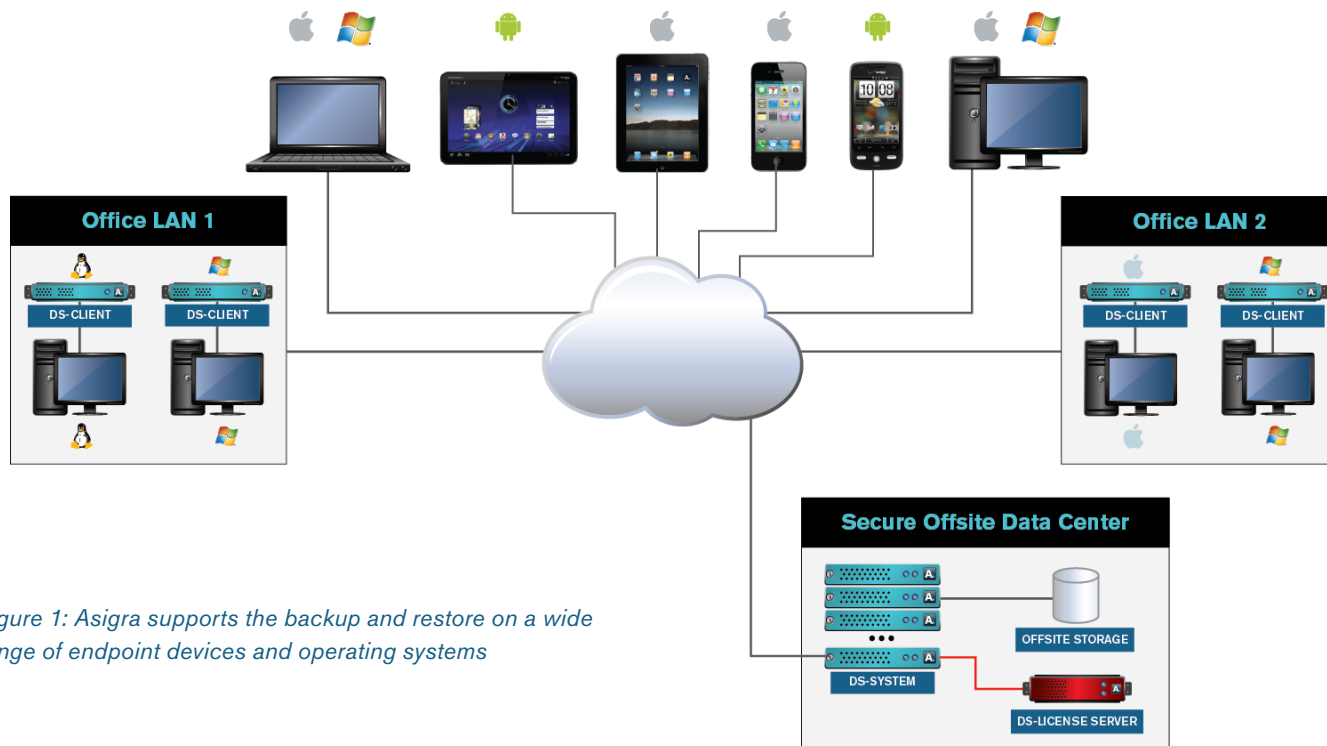 Office LAN 1
DS-CLIENT
DS-CLIENT
10 08
Office LAN 2
DS-CLIENT
DS-CLIENT
Secure Offsite Data Center
OFFSITE STORAGE
DS-SYSTEM
DS-LICENSE SERVER
gure 1: Asigra supports the backup and restore on a wide
nge of endpoint devices and operating systems